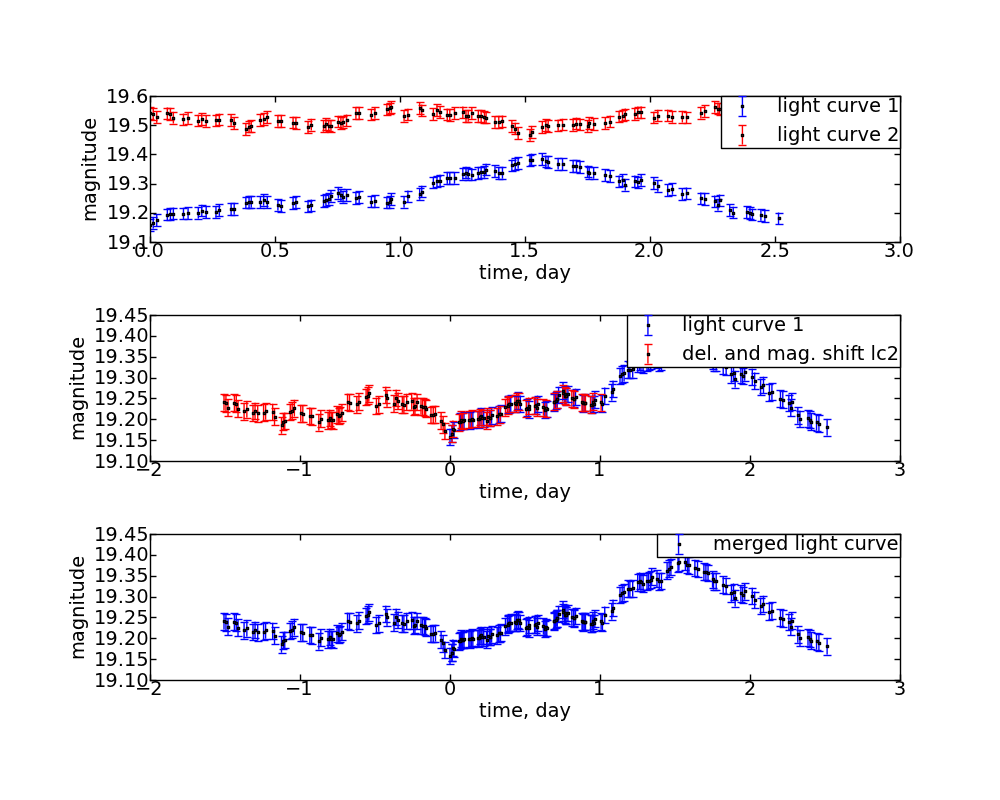 19.6
19.5
19.4
19.3
19.2
19.1
magnitude
light curve 1
light curve 2
0.0 0.5 1.0 1.5 2.0 2.5 3.0
time, day
19.45
19.40
19.35
19.30
19.25
19.20
19.15
19.10
magnitude
light curve 1
del. and mag. shift lc2
−2 −1 0 1 2 3
time, day
19.45
19.40
19.35
19.30
19.25
19.20
19.15
19.10
magnitude
merged light curve
−2 −1 0 1 2 3
time, day